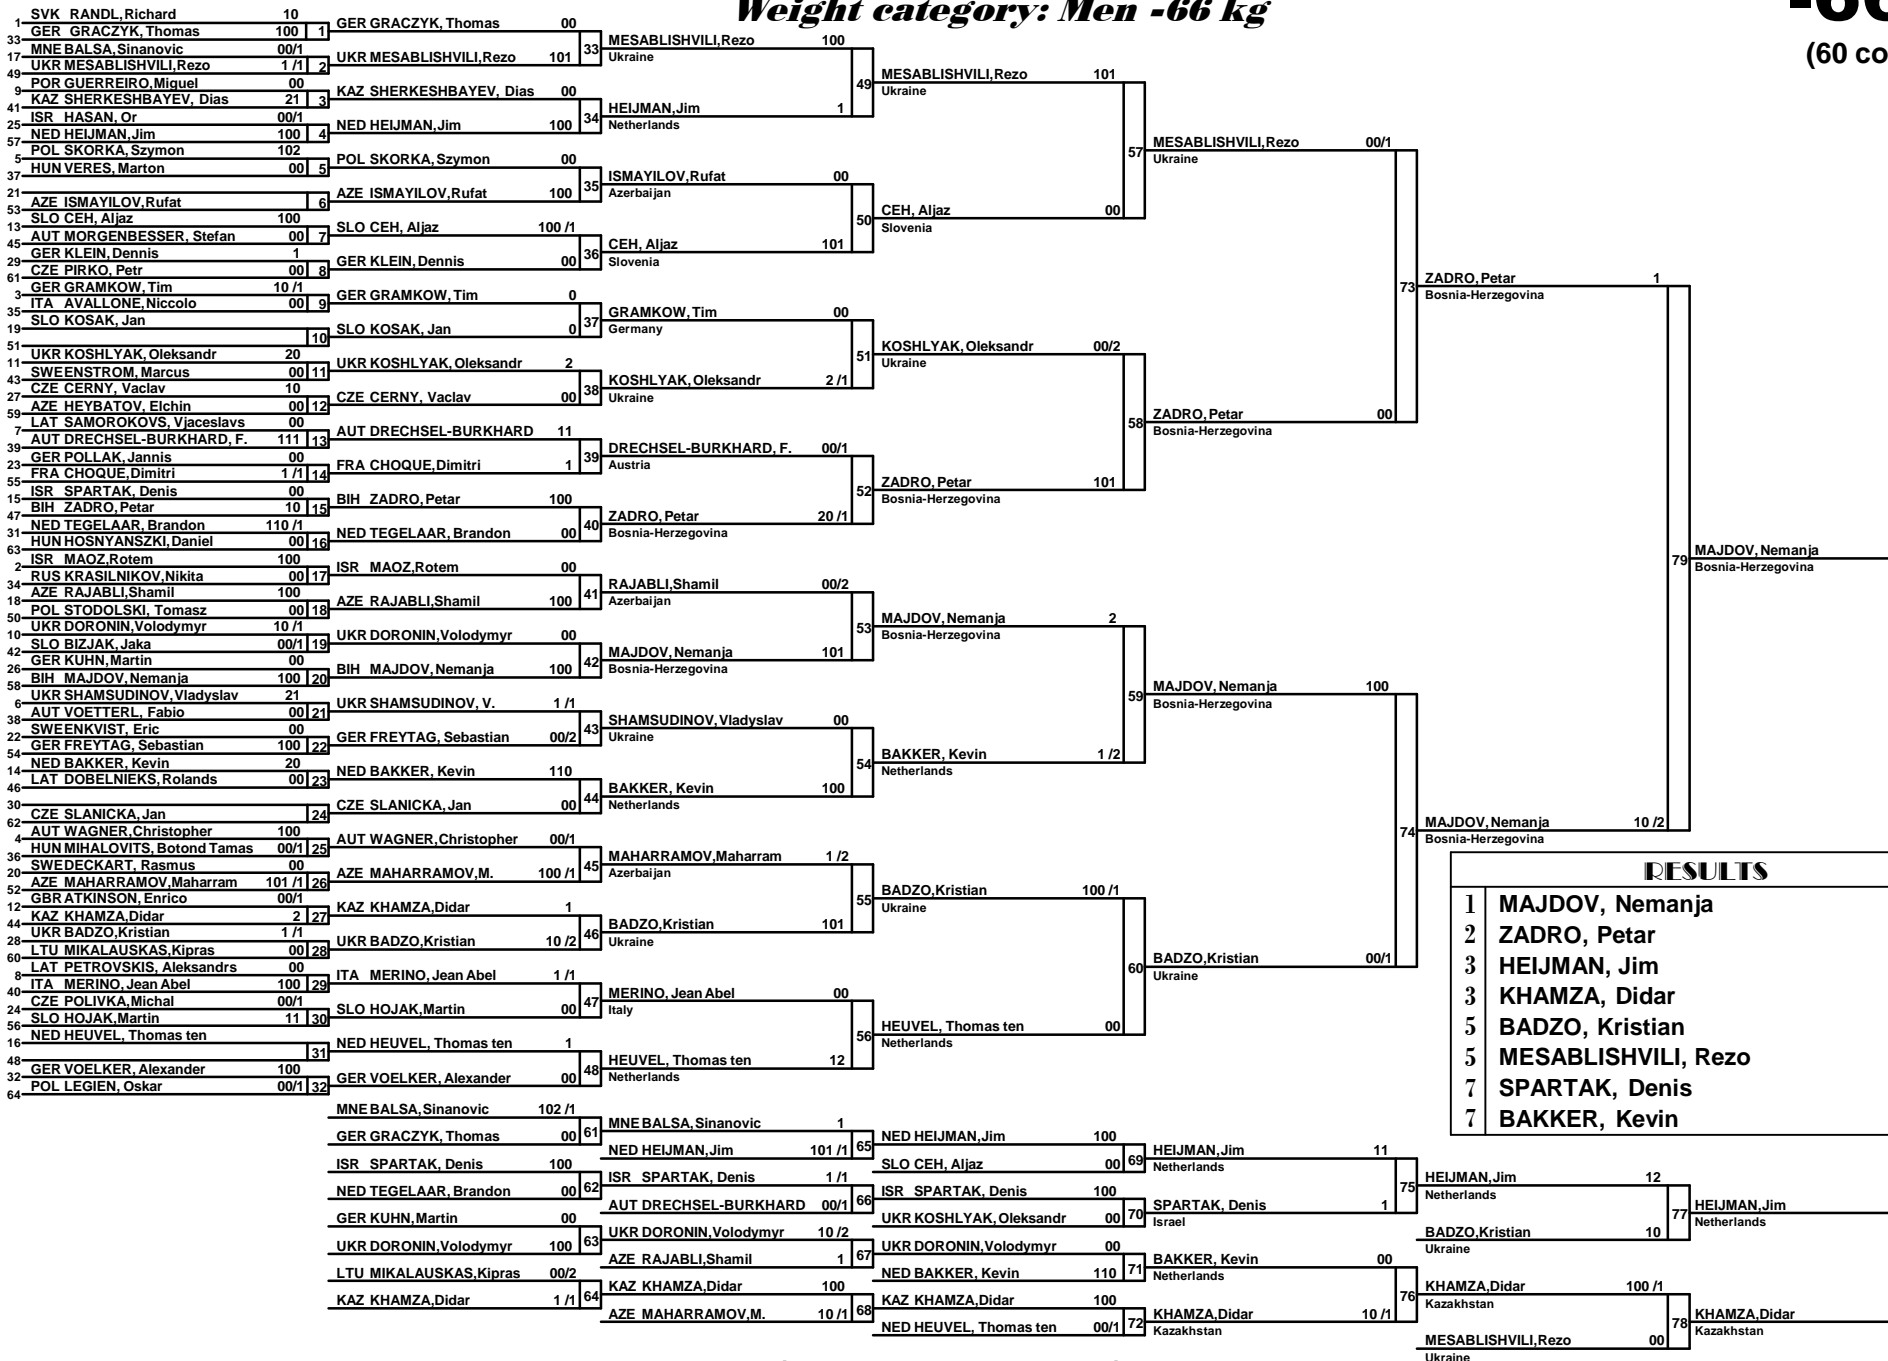 Weight category: Men -66 kg
(60 co
1 SVK RANDL, Richard 10
33 GER GRACZYK, Thomas 100 1
17 MNE BALSA, Sinanovic 00/1
49 UKR MESABLISHVILI, Rezo 1 /1 2
9 POR GUERREIRO, Miguel 00
41 KAZ SHERKESHBAYEV, Dias 21 3
25 ISR HASAN, Or 00/1
57 NED HEIJMAN, Jim 100 4
5 POL SKORKA, Szymon 102
37 HUN VERES, Marton 00 5
21
53 AZE ISMAYILOV, Rufat 6
13 SLO CEH, Aljaz 100
45 AUT MORGENBESSER, Stefan 00 7
29 GER KLEIN, Dennis 1
61 CZE PIRKO, Petr 00 8
3 GER GRAMKOW, Tim 10 /1
35 ITA AVALLONE, Niccolo 00 9
19 SLO KOSAK, Jan
51 10
11 UKR KOSHLYAK, Oleksandr 20
43 SWE ENSTROM, Marcus 00 11
27 CZE CERNY, Vaclav 10
59 AZE HEYBATOV, Elchin 00 12
7 LAT SAMOROKOVS, Vjaceslavs 00
39 AUT DRECHSEL-BURKHARD, F. 111 13
23 GER POLLAK, Jannis 00
55 FRA CHOQUE, Dimitri 1 /1 14
15 ISR SPARTAK, Denis 00
47 BIH ZADRO, Petar 10 15
31 NED TEGELAAR, Brandon 110 /1
63 HUN HOSNYANSZKI, Daniel 00 16
2 ISR MAOZ, Rotem 100
34 RUS KRASILNIKOV, Nikita 00 17
18 AZE RAJABLI, Shamil 100
50 POL STODOLSKI, Tomasz 00 18
10 UKR DORONIN, Volodymyr 10 /1
42 SLO BIZJAK, Jaka 00/1 19
26 GER KUHN, Martin 00
58 BIH MAJDOV, Nemanja 100 20
6 UKR SHAMSUDINOV, Vladyslav 21
38 AUT VOETTERL, Fabio 00 21
22 SWE ENKVIST, Eric 00
54 GER FREYTAG, Sebastian 100 22
14 NED BAKKER, Kevin 20
46 LAT DOBELNIEKS, Rolands 00 23
30
62 CZE SLANICKA, Jan 24
4 AUT WAGNER, Christopher 100
36 HUN MIHALOVITS, Botond Tamas 00/1 25
20 SWE DECKART, Rasmus 00
52 AZE MAHARRAMOV, Maharram 101 /1 26
12 GBR ATKINSON, Enrico 00/1
44 KAZ KHAMZA, Didar 2 27
28 UKR BADZO, Kristian 1 /1
60 LTU MIKALAUSKAS, Kipras 00 28
8 LAT PETROVSKIS, Aleksandrs 00
40 ITA MERINO, Jean Abel 100 29
24 CZE POLIVKA, Michal 00/1
56 SLO HOJAK, Martin 11 30
16 NED HEUVEL, Thomas ten
48 31
32 GER VOELKER, Alexander 100
64 POL LEGIEN, Oskar 00/1 32
GER GRACZYK, Thomas 00
UKR MESABLISHVILI, Rezo 101 33
KAZ SHERKESHBAYEV, Dias 00
NED HEIJMAN, Jim 100 34
POL SKORKA, Szymon 00
AZE ISMAYILOV, Rufat 100 35
SLO CEH, Aljaz 100 /1
GER KLEIN, Dennis 00 36
GER GRAMKOW, Tim 0
SLO KOSAK, Jan 0 37
UKR KOSHLYAK, Oleksandr 2
CZE CERNY, Vaclav 00 38
AUT DRECHSEL-BURKHARD 11
FRA CHOQUE, Dimitri 1 39
BIH ZADRO, Petar 100
NED TEGELAAR, Brandon 00 40
ISR MAOZ, Rotem 00
AZE RAJABLI, Shamil 100 41
UKR DORONIN, Volodymyr 00
BIH MAJDOV, Nemanja 100 42
UKR SHAMSUDINOV, V. 1 /1
GER FREYTAG, Sebastian 00/2 43
NED BAKKER, Kevin 110
CZE SLANICKA, Jan 00 44
AUT WAGNER, Christopher 00/1
AZE MAHARRAMOV, M. 100 /1 45
KAZ KHAMZA, Didar 1
UKR BADZO, Kristian 10 /2 46
ITA MERINO, Jean Abel 1 /1
SLO HOJAK, Martin 00 47
NED HEUVEL, Thomas ten 1
GER VOELKER, Alexander 00 48
MESABLISHVILI, Rezo 100
Ukraine
HEIJMAN, Jim 1 49
Netherlands
ISMAYILOV, Rufat 00
Azerbaijan
CEH, Aljaz 101 50
Slovenia
GRAMKOW, Tim 00
Germany
KOSHLYAK, Oleksandr 2 /1 51
Ukraine
DRECHSEL-BURKHARD, F. 00/1
Austria
ZADRO, Petar 20 /1 52
Bosnia-Herzegovina
RAJABLI, Shamil 00/2
Azerbaijan
MAJDOV, Nemanja 101 53
Bosnia-Herzegovina
SHAMSUDINOV, Vladyslav 00
Ukraine
BAKKER, Kevin 100 54
Netherlands
MAHARRAMOV, Maharram 1 /2
Azerbaijan
BADZO, Kristian 101 55
Ukraine
MERINO, Jean Abel 00
Italy
HEUVEL, Thomas ten 12 56
Netherlands
MESABLISHVILI, Rezo 101
Ukraine
CEH, Aljaz 00 57
Slovenia
KOSHLYAK, Oleksandr 00/2
Ukraine
ZADRO, Petar 101 58
Bosnia-Herzegovina
MAJDOV, Nemanja 2
Bosnia-Herzegovina
BAKKER, Kevin 1 /2 59
Netherlands
BADZO, Kristian 100 /1
Ukraine
HEUVEL, Thomas ten 00 60
Netherlands
MESABLISHVILI, Rezo 00/1
Ukraine
ZADRO, Petar 00 73
Bosnia-Herzegovina
MAJDOV, Nemanja 100
Bosnia-Herzegovina
BADZO, Kristian 00/1 74
Ukraine
ZADRO, Petar 1
Bosnia-Herzegovina
MAJDOV, Nemanja 10 /2 79
Bosnia-Herzegovina
MAJDOV, Nemanja
Bosnia-Herzegovina
RESULTS
1 MAJDOV, Nemanja
2 ZADRO, Petar
3 HEIJMAN, Jim
3 KHAMZA, Didar
5 BADZO, Kristian
5 MESABLISHVILI, Rezo
7 SPARTAK, Denis
7 BAKKER, Kevin
MNE BALSA, Sinanovic 102 /1
GER GRACZYK, Thomas 00 61
ISR SPARTAK, Denis 100
NED TEGELAAR, Brandon 00 62
GER KUHN, Martin 00
UKR DORONIN, Volodymyr 100 63
LTU MIKALAUSKAS, Kipras 00/2
KAZ KHAMZA, Didar 1 /1 64
MNE BALSA, Sinanovic 1
NED HEIJMAN, Jim 101 /1 65
ISR SPARTAK, Denis 1 /1
AUT DRECHSEL-BURKHARD 00/1 66
UKR DORONIN, Volodymyr 10 /2
AZE RAJABLI, Shamil 1 67
KAZ KHAMZA, Didar 100
AZE MAHARRAMOV, M. 10 /1 68
NED HEIJMAN, Jim 100
SLO CEH, Aljaz 00 69
ISR SPARTAK, Denis 100
UKR KOSHLYAK, Oleksandr 00 70
UKR DORONIN, Volodymyr 00
NED BAKKER, Kevin 110 71
KAZ KHAMZA, Didar 100
NED HEUVEL, Thomas ten 00/1 72
HEIJMAN, Jim 11
Netherlands
SPARTAK, Denis 1 75
Israel
BAKKER, Kevin 00
Netherlands
KHAMZA, Didar 10 /1 76
Kazakhstan
HEIJMAN, Jim 12
Netherlands
BADZO, Kristian 10 77
Ukraine
KHAMZA, Didar 100 /1
Kazakhstan
MESABLISHVILI, Rezo 00 78
Ukraine
HEIJMAN, Jim
Netherlands
KHAMZA, Didar
Kazakhstan